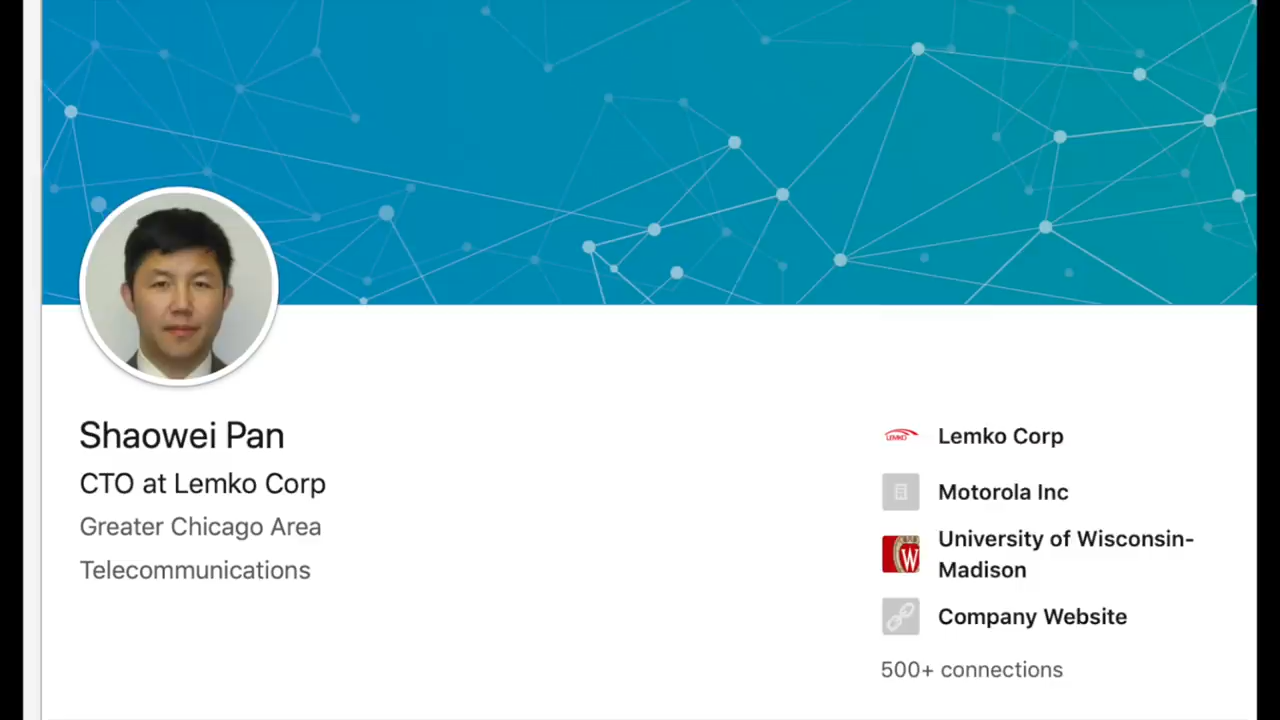 Shaowei Pan
CTO at Lemko Corp
Greater Chicago Area
Telecommunications
LEMKO
Lemko Corp
Motorola Inc
W
University of Wisconsin-
Madison
Company Website
500+ connections